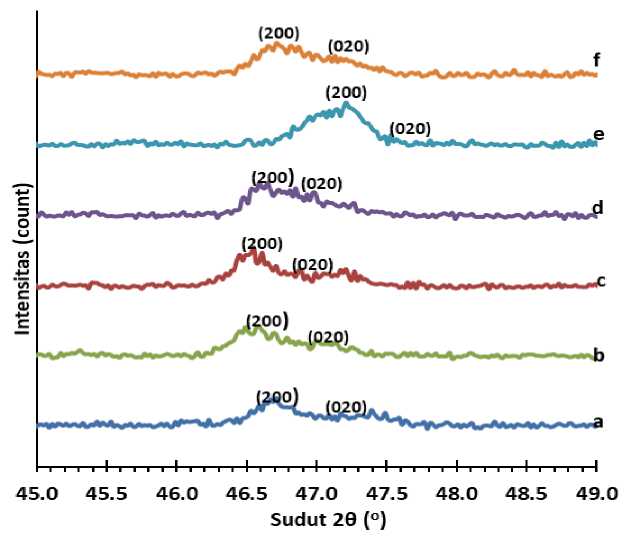 (200)
(020)
f
(200)
(020)
e
(200)
(020)
d
(200)
(020)
c
(200)
(020)
b
(200)
(020)
a
Intensitas (count)
45.0 45.5 46.0 46.5 47.0 47.5 48.0 48.5 49.0
Sudut 2θ (º)